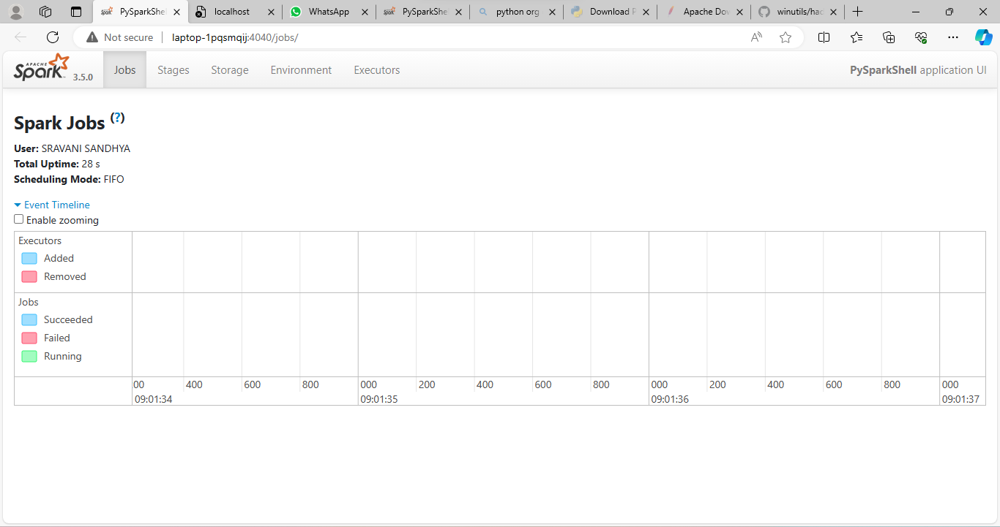 PySparkShel
localhost
WhatsApp
PySparkShe
python org
Download P
Apache Dow
winutils/had
Not secure
laptop-1pqsmqij:4040/jobs/
APACHE
Spark
3.5.0
Jobs
Stages
Storage
Environment
Executors
PySparkShell application UI
Spark Jobs (?)
User: SRAVANI SANDHYA
Total Uptime: 28 s
Scheduling Mode: FIFO
Event Timeline
Enable zooming
Executors
Added
Removed
Jobs
Succeeded
Failed
Running
00 400 600 800 000 200 400 600 800 000 200 400 600 800 000
09:01:34 09:01:35 09:01:36 09:01:37